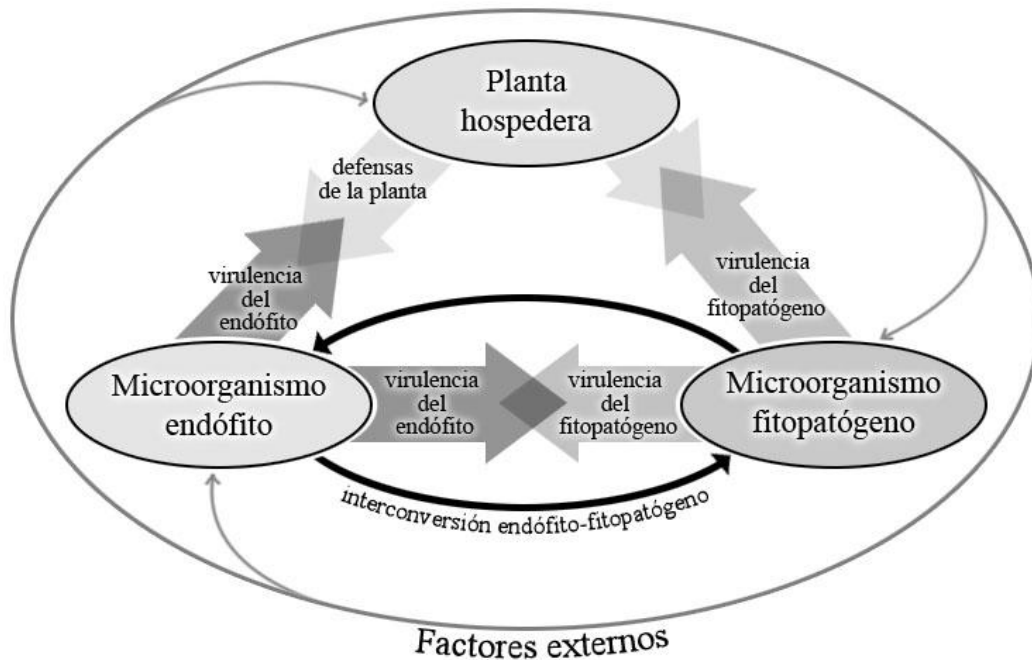 Planta
hospedera
defensas
de la planta
virulencia
del
endófito
virulencia
del
fitopatógeno
Microorganismo
endófito
virulencia
del
endófito
virulencia
del
fitopatógeno
Microorganismo
fitopatógeno
interconversión endófito-fitopatógeno
Factores externos